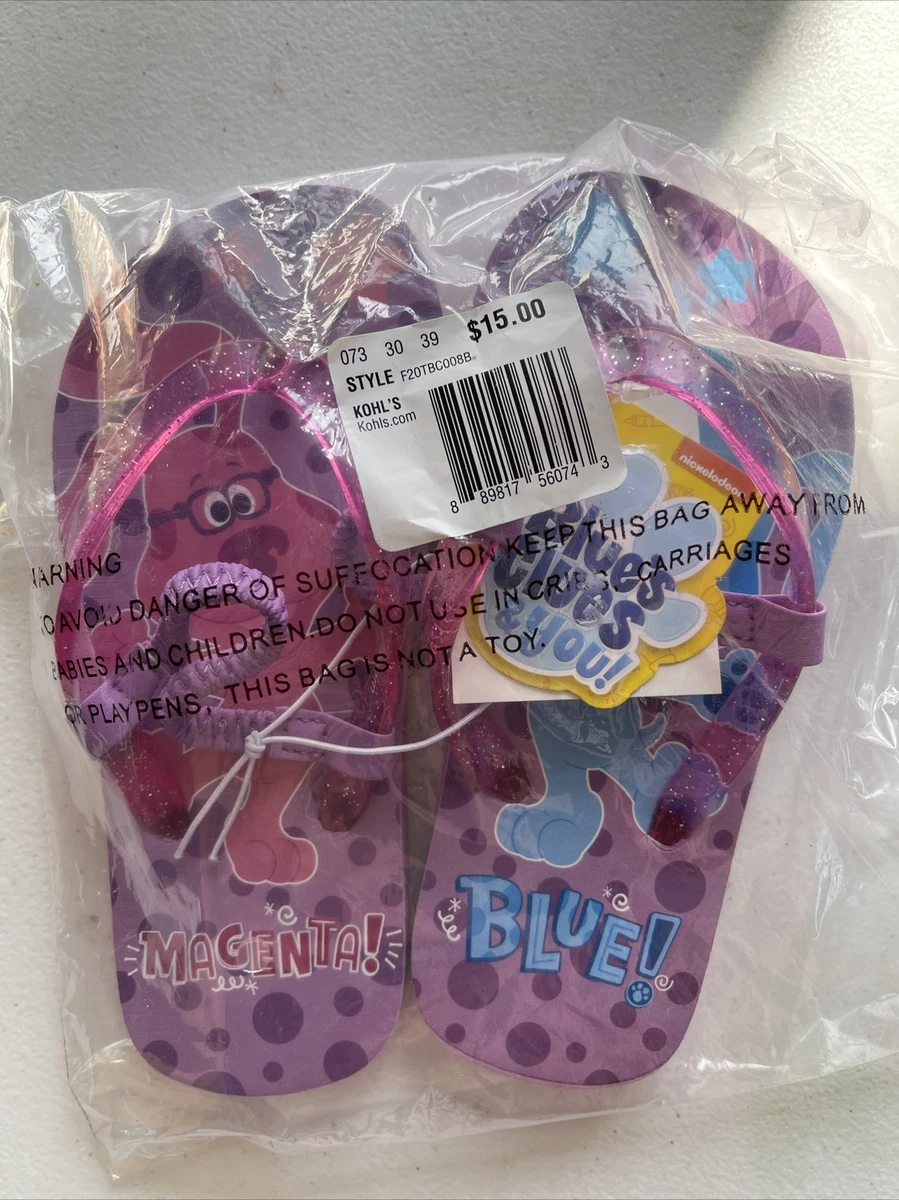 073 30 39 $15.00
STYLE F20TBC008B
KOHL'S
Kohls.com
8 89817 56074 3
nickelodeon
Blue's
Clues
& YOU!
WARNING
TO AVOID DANGER OF SUFFOCATION KEEP THIS BAG AWAY FROM
BABIES AND CHILDREN. DO NOT USE IN CRIBS, CARRIAGES
OR PLAY PENS. THIS BAG IS NOT A TOY.
MAGENTA!
BLUE!